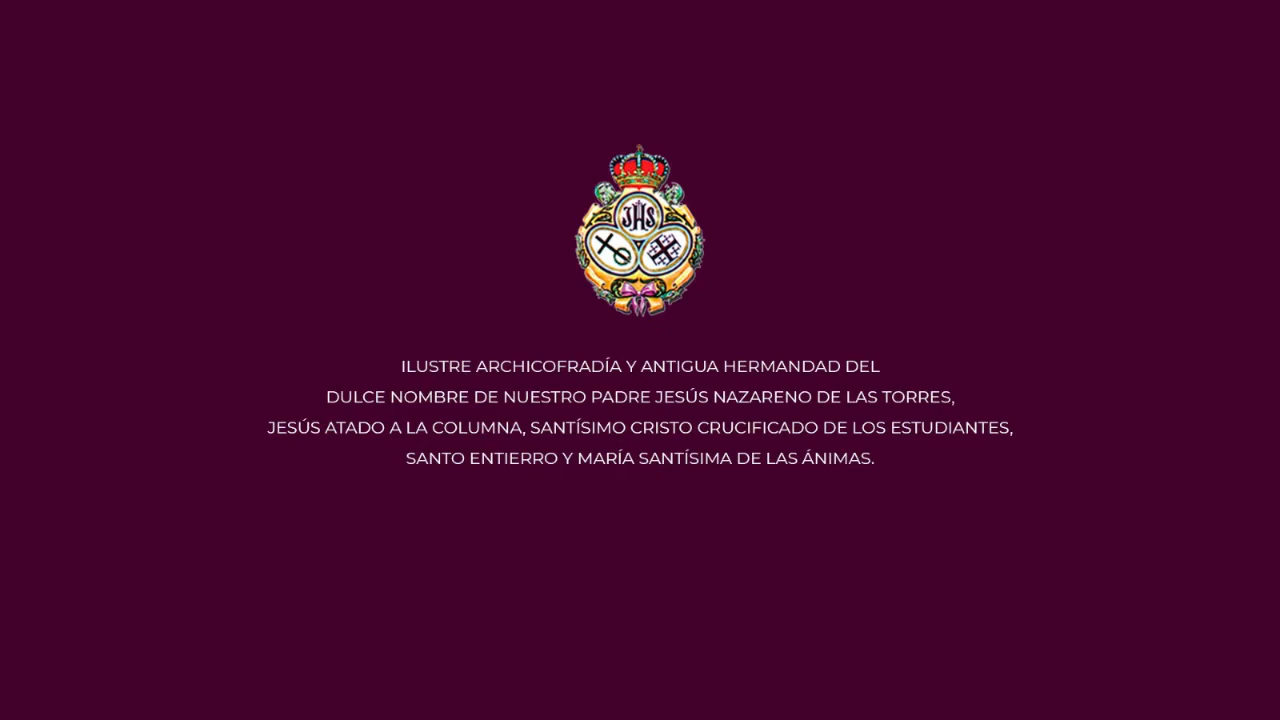 JHS
ILUSTRE ARCHICOFRADÍA Y ANTIGUA HERMANDAD DEL
DULCE NOMBRE DE NUESTRO PADRE JESÚS NAZARENO DE LAS TORRES,
JESÚS ATADO A LA COLUMNA, SANTÍSIMO CRISTO CRUCIFICADO DE LOS ESTUDIANTES,
SANTO ENTIERRO Y MARÍA SANTÍSIMA DE LAS ÁNIMAS.